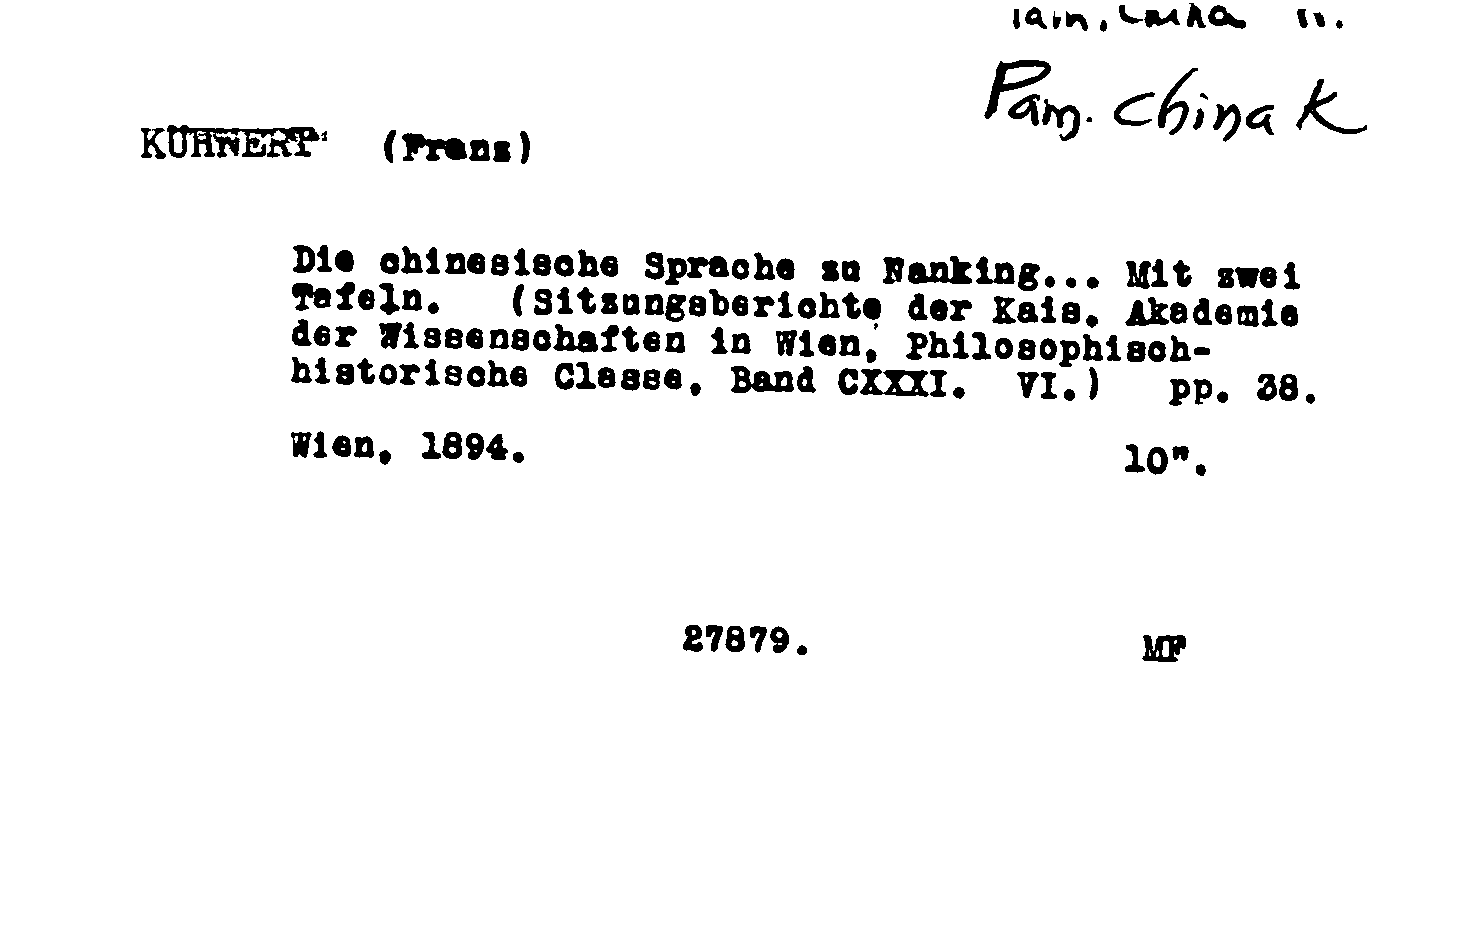 Pam. China K
KÜHNERT (Franz)
Die chinesische Sprache zu Nanking... Mit zwei
Tafeln. (Sitzungsberichte der Kais. Akademie
der Wissenschaften in Wien, Philosophisch-
historische Classe, Band CXXXI. VI.) pp. 38.
Wien, 1894. 10".
27879. MF